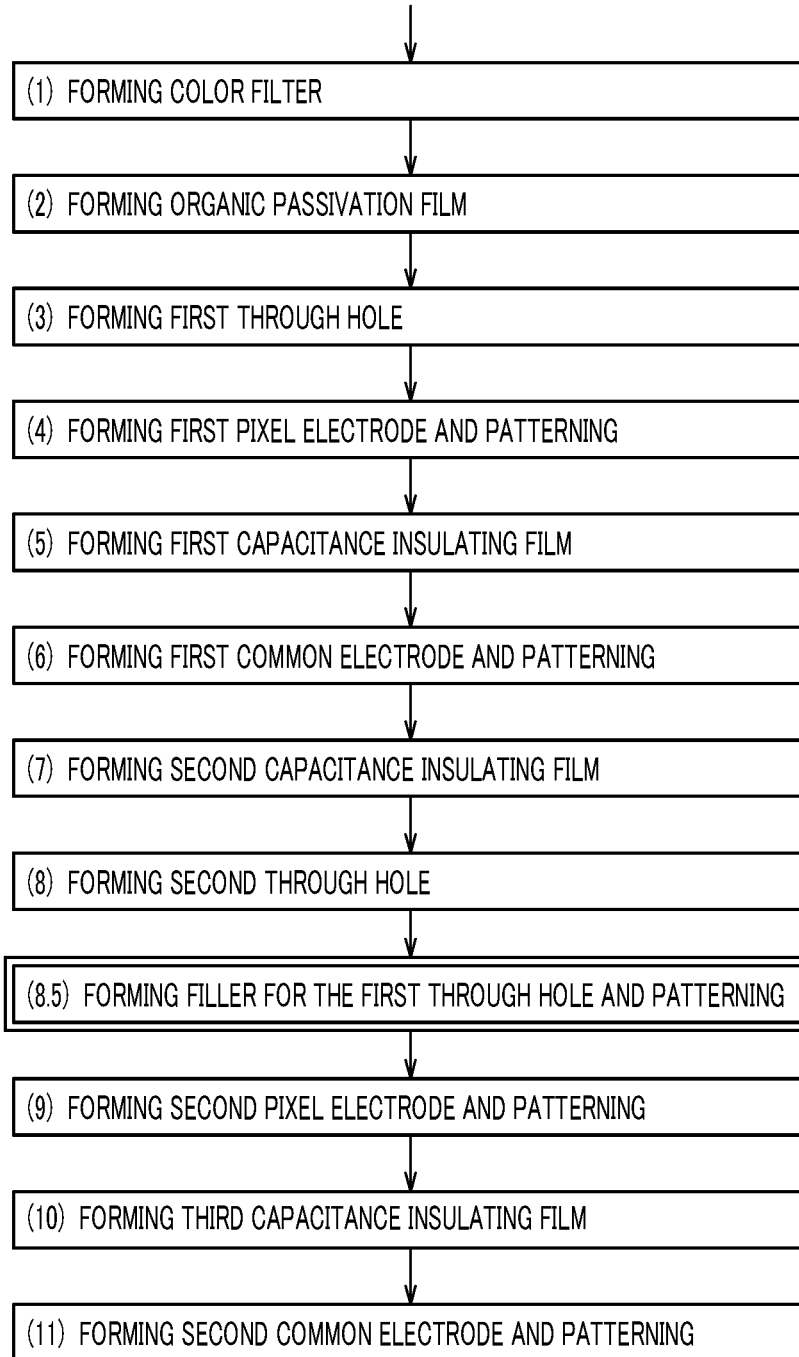 (1) FORMING COLOR FILTER
(2) FORMING ORGANIC PASSIVATION FILM
(3) FORMING FIRST THROUGH HOLE
(4) FORMING FIRST PIXEL ELECTRODE AND PATTERNING
(5) FORMING FIRST CAPACITANCE INSULATING FILM
(6) FORMING FIRST COMMON ELECTRODE AND PATTERNING
(7) FORMING SECOND CAPACITANCE INSULATING FILM
(8) FORMING SECOND THROUGH HOLE
(8.5) FORMING FILLER FOR THE FIRST THROUGH HOLE AND PATTERNING
(9) FORMING SECOND PIXEL ELECTRODE AND PATTERNING
(10) FORMING THIRD CAPACITANCE INSULATING FILM
(11) FORMING SECOND COMMON ELECTRODE AND PATTERNING